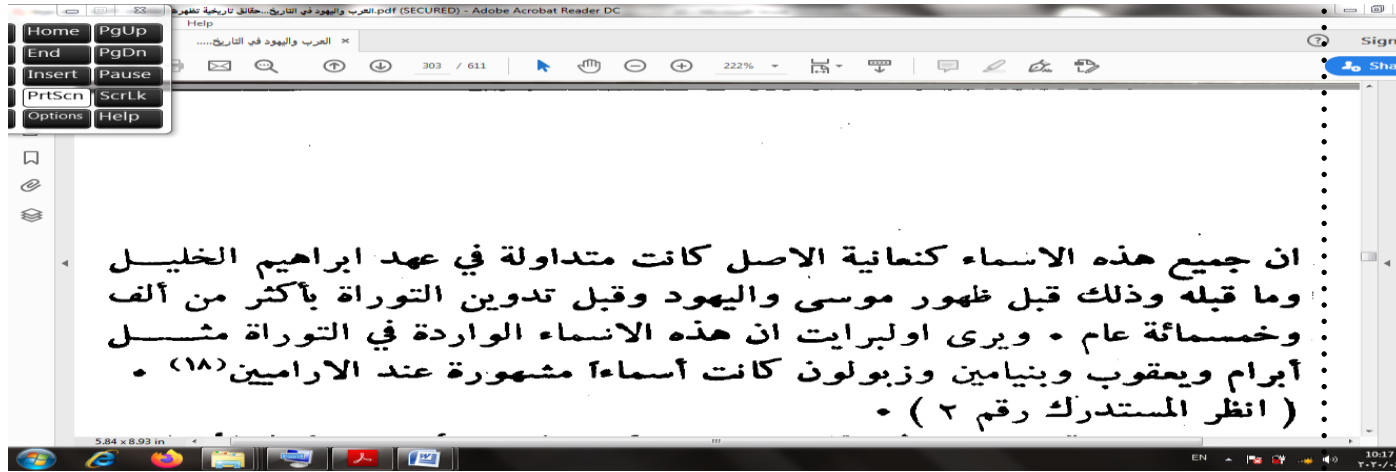 العرب واليهود في التاريخ...حقائق تاريخية تظهره.pdf (SECURED) - Adobe Acrobat Reader DC
Help
Home PgUp
End PgDn
Insert Pause
PrtScn ScrLk
Options Help
العرب واليهود في التاريخ..... ×
Sign
303 / 611
222%
Sha
ان جميع هذه الاسماء كنعانية الاصل كانت متداولة في عهد ابراهيم الخليل
وما قبله وذلك قبل ظهور موسى واليهود وقبل تدوين التوراة بأكثر من ألف
وخمسمائة عام • ويرى اولبرايت ان هذه الاسماء الواردة في التوراة مثل
أبرام ويعقوب وبنيامين وزبولون كانت أسماءاً مشهورة عند الاراميين(١٨) •
( انظر المستدرك رقم ٢ ) •
5.84 x 8.93 in
EN
10:17